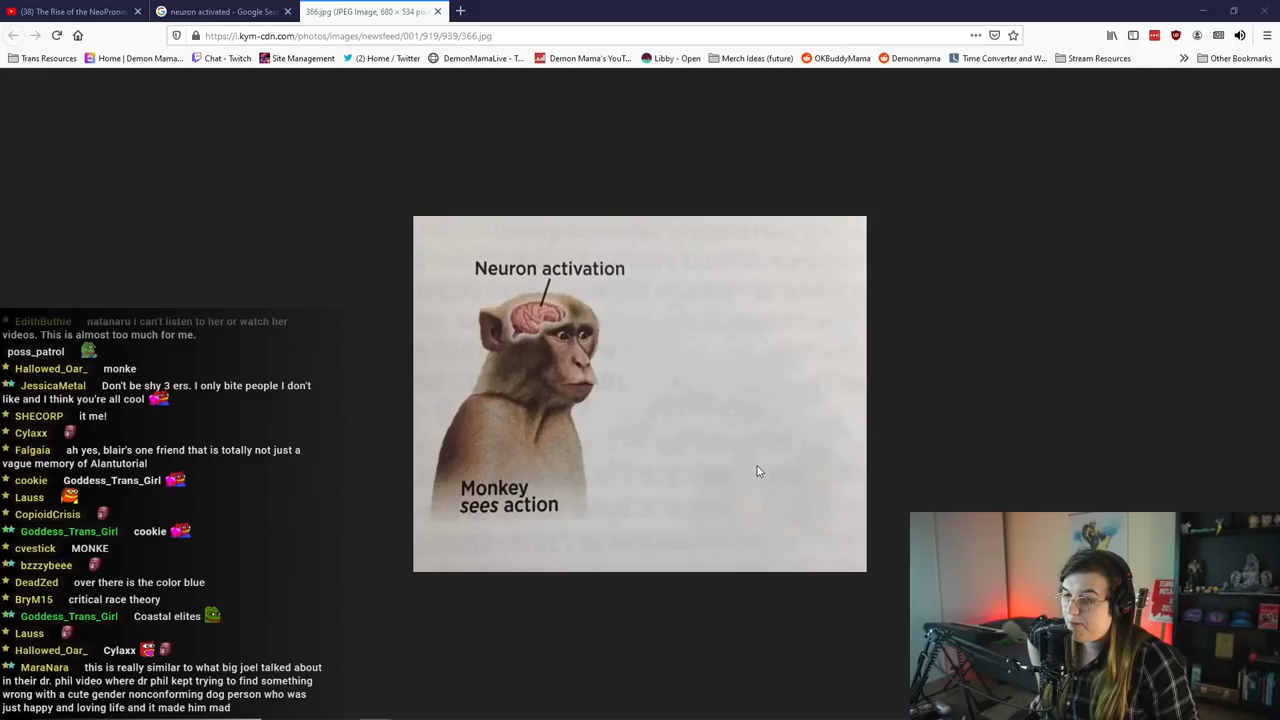 (38) The Rise of the NeoPronou
neuron activated - Google Sea
366.jpg (JPEG Image, 680 × 534 pix
https://i.kym-cdn.com/photos/images/newsfeed/001/919/939/366.jpg
Trans Resources
Home | Demon Mama...
Chat - Twitch
Site Management
(2) Home / Twitter
DemonMamaLive - T...
Demon Mama's YouT...
Libby - Open
Merch Ideas (future)
OKBuddyMama
Demonmama
Time Converter and W...
Stream Resources
Other Bookmarks
Neuron activation
Monkey
sees action
EdithButhie natanaru i can't listen to her or watch her
videos. This is almost too much for me.
poss_patrol
Hallowed_Oar_ monke
JessicaMetal Don't be shy 3 ers. I only bite people I don't
like and I think you're all cool
SHECORP it me!
Cylaxx
Falgaia ah yes, blair's one friend that is totally not just a
vague memory of Alantutorial
cookie Goddess_Trans_Girl
Lauss
CopioidCrisis
Goddess_Trans_Girl cookie
cvestick MONKE
bzzzybeee
DeadZed over there is the color blue
BryM15 critical race theory
Goddess_Trans_Girl Coastal elites
Lauss
Hallowed_Oar_ Cylaxx
MaraNara this is really similar to what big joel talked about
in their dr. phil video where dr phil kept trying to find something
wrong with a cute gender nonconforming dog person who was
just happy and loving life and it made him mad